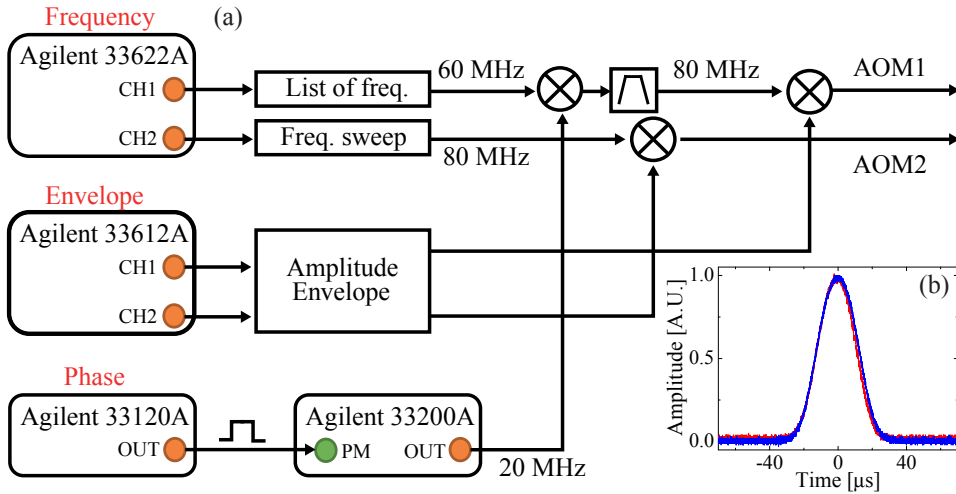 Frequency
(a)
Agilent 33622A
CH1
CH2
List of freq.
60 MHz
80 MHz
AOM1
Freq. sweep
80 MHz
AOM2
Envelope
Agilent 33612A
CH1
CH2
Amplitude
Envelope
Phase
Agilent 33120A
OUT
Agilent 33200A
PM
OUT
20 MHz
(b)
Amplitude [A.U.]
1.0
0.5
0.0
-40
0
40
Time [μs]